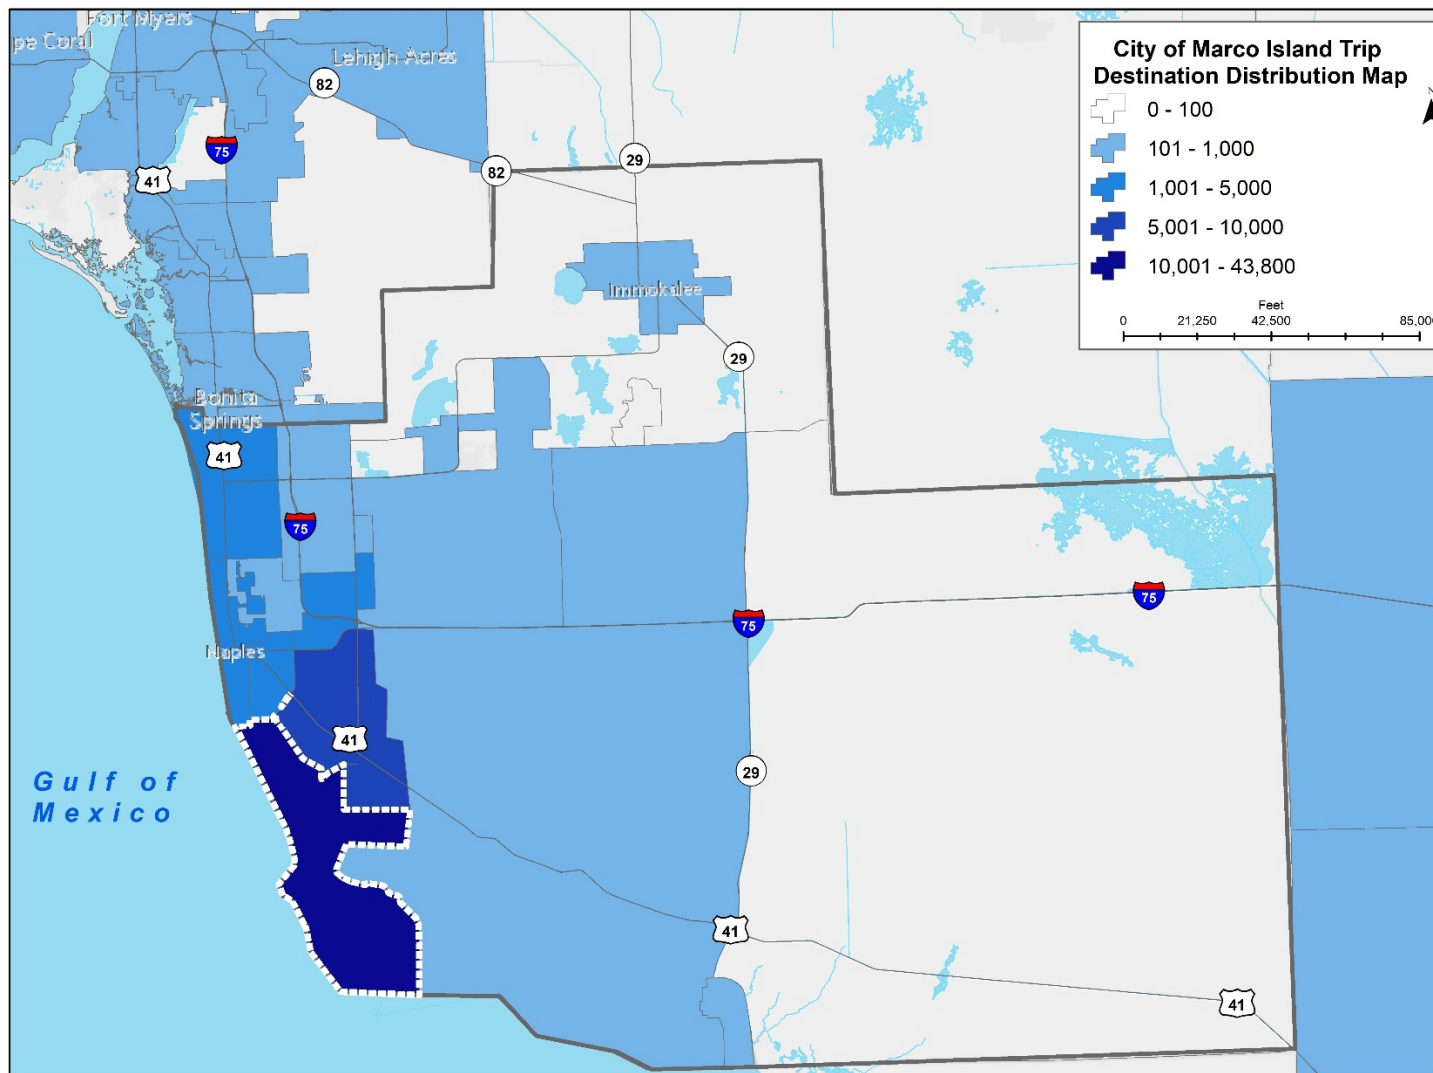 Fort Myers
pe Coral
Lehigh Acres
82
75
41
82
29
City of Marco Island Trip
Destination Distribution Map
N
0 - 100
101 - 1,000
1,001 - 5,000
5,001 - 10,000
10,001 - 43,800
Feet
0 21,250 42,500 85,000
Immokalee
29
Bonita
Springs
41
75
75
75
Naples
41
29
Gulf of
Mexico
41
41